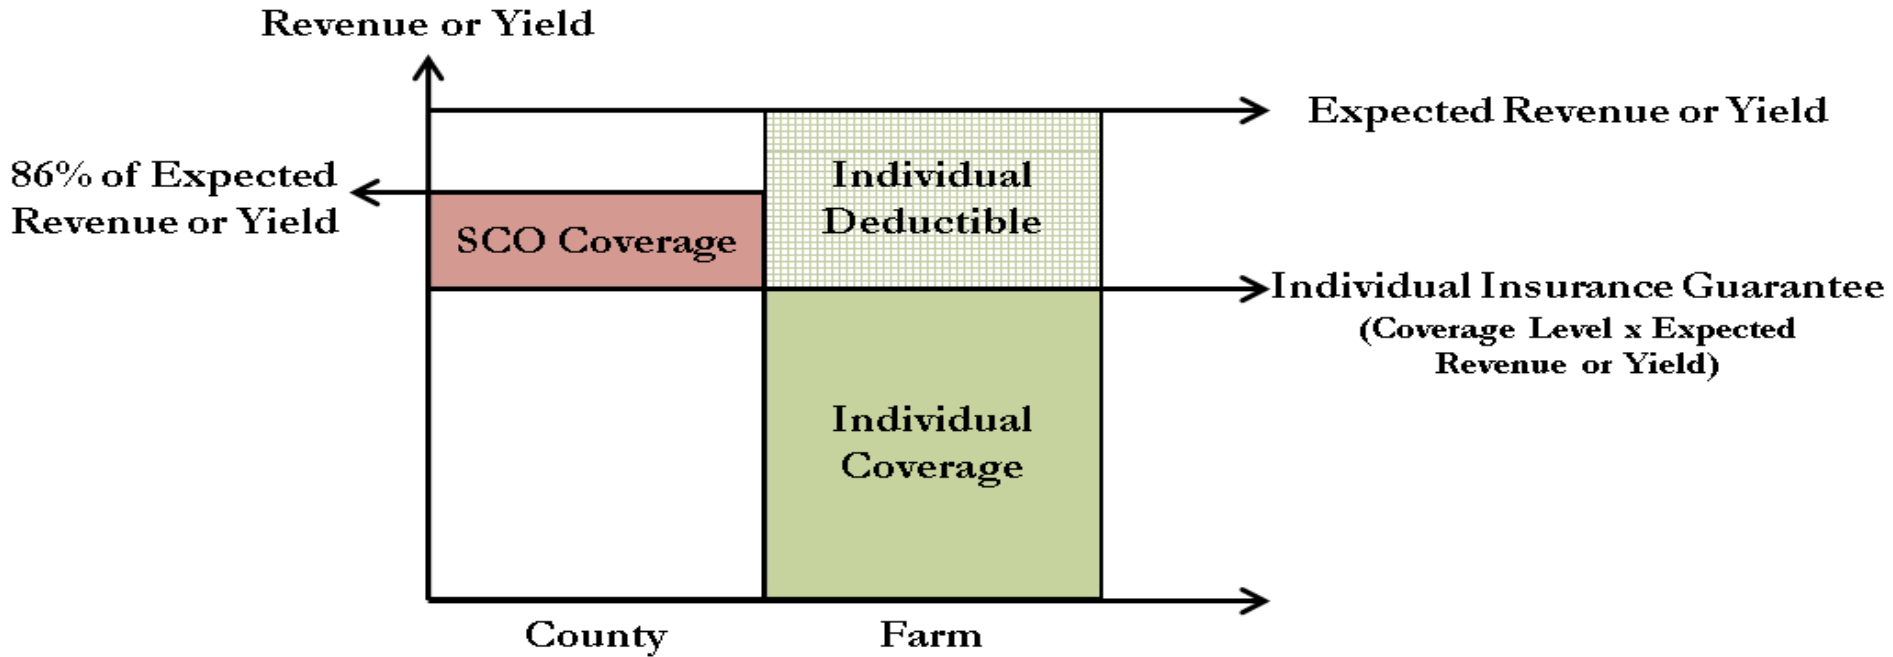 Revenue or Yield
Expected Revenue or Yield
86% of Expected
Revenue or Yield
Individual
Deductible
SCO Coverage
Individual Insurance Guarantee
(Coverage Level x Expected
Revenue or Yield)
Individual
Coverage
County
Farm